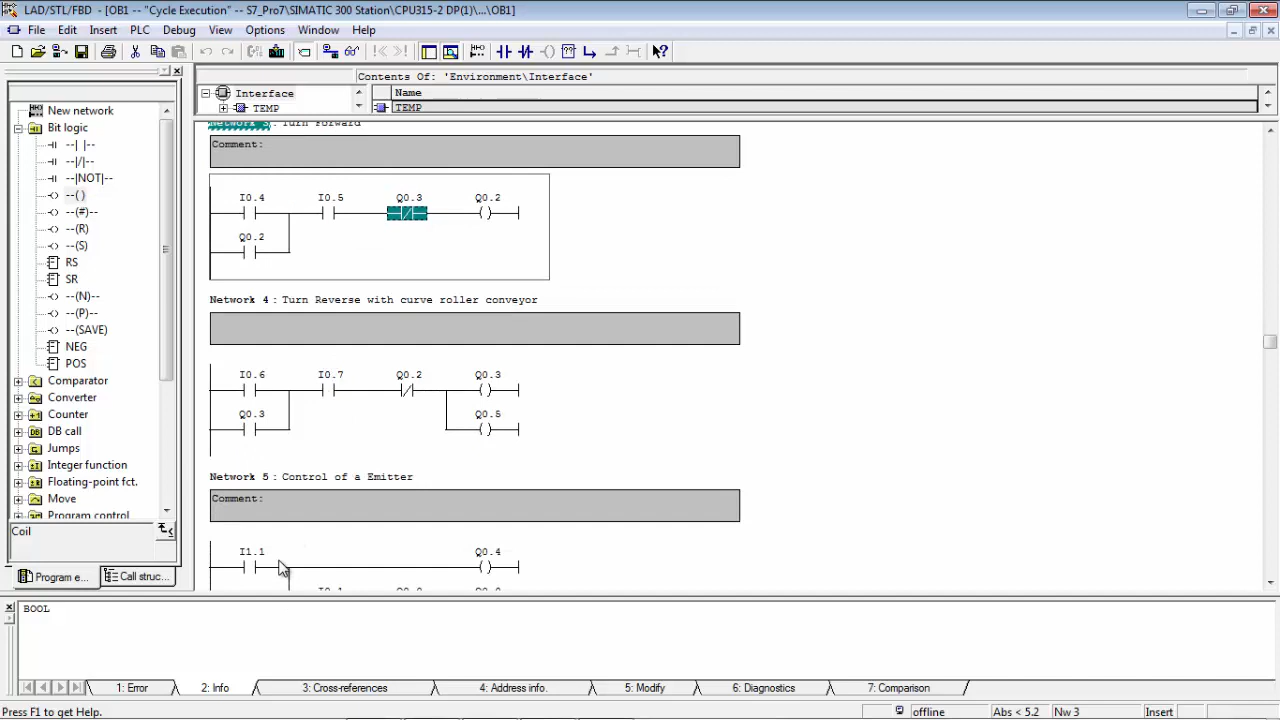 LAD/STL/FBD - [OB1 -- "Cycle Execution" -- S7_Pro7\SIMATIC 300 Station\CPU315-2 DP(1)\...\OB1]
File Edit Insert PLC Debug View Options Window Help
Contents Of: 'Environment\Interface'
Interface
TEMP
Name
TEMP
New network
Bit logic
--| |--
--|/|--
--|NOT|--
--( )
--(#)--
--(R)
--(S)
RS
SR
--(N)--
--(P)--
--(SAVE)
NEG
POS
Comparator
Converter
Counter
DB call
Jumps
Integer function
Floating-point fct.
Move
Program control
Coil
Program e... Call struc...
Network 3 : Turn Forward
Comment:
I0.4 I0.5 Q0.3 Q0.2
Q0.2
Network 4 : Turn Reverse with curve roller conveyor
I0.6 I0.7 Q0.2 Q0.3
Q0.3 Q0.5
Network 5 : Control of a Emitter
Comment:
I1.1 Q0.4
BOOL
1: Error 2: Info 3: Cross-references 4: Address info. 5: Modify 6: Diagnostics 7: Comparison
Press F1 to get Help. offline Abs < 5.2 Nw 3 Insert